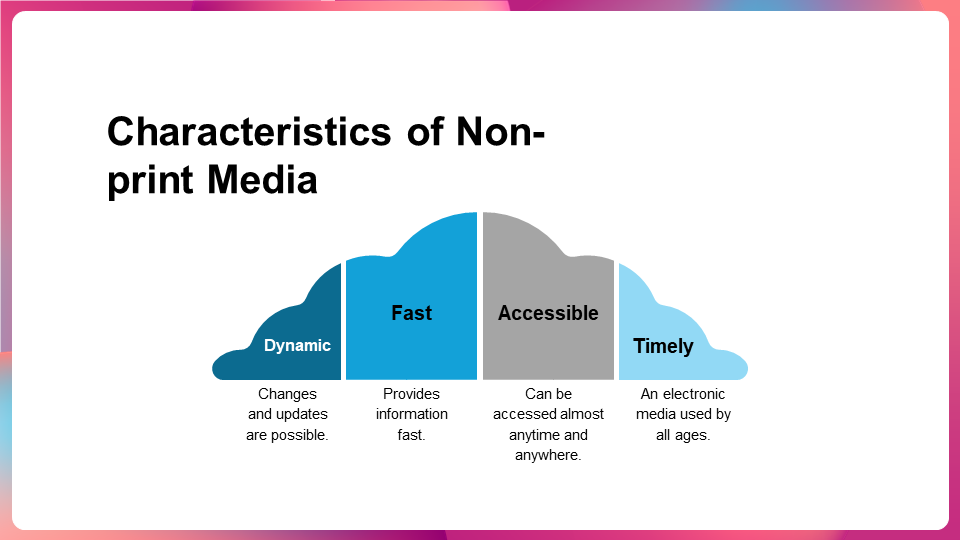 Characteristics of Non-
print Media
Dynamic
Changes
and updates
are possible.
Fast
Provides
information
fast.
Accessible
Can be
accessed almost
anytime and
anywhere.
Timely
An electronic
media used by
all ages.